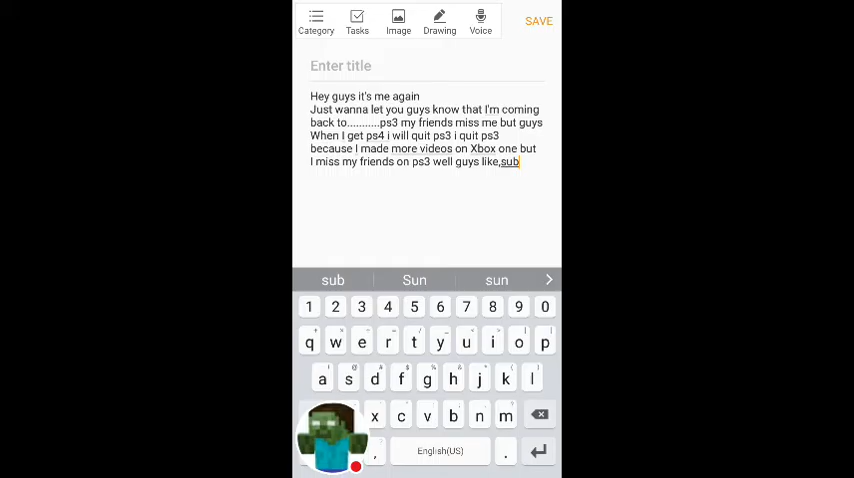 Category Tasks Image Drawing Voice SAVE
Enter title
Hey guys it's me again
Just wanna let you guys know that I'm coming
back to...........ps3 my friends miss me but guys
When I get ps4 i will quit ps3 i quit ps3
because I made more videos on Xbox one but
I miss my friends on ps3 well guys like,sub
sub Sun sun
1 2 3 4 5 6 7 8 9 0
q w e r t y u i o p
a s d f g h j k l
x c v b n m
, English(US) .